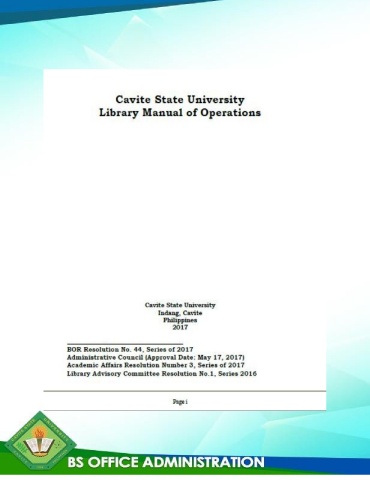 Cavite State University
Library Manual of Operations
Cavite State University
Indang, Cavite
Philippines
2017
BOR Resolution No. 44, Series of 2017
Administrative Council (Approval Date: May 17, 2017)
Academic Affairs Resolution Number 3, Series of 2017
Library Advisory Committee Resolution No.1, Series 2016
Page i
BS OFFICE ADMINISTRATION